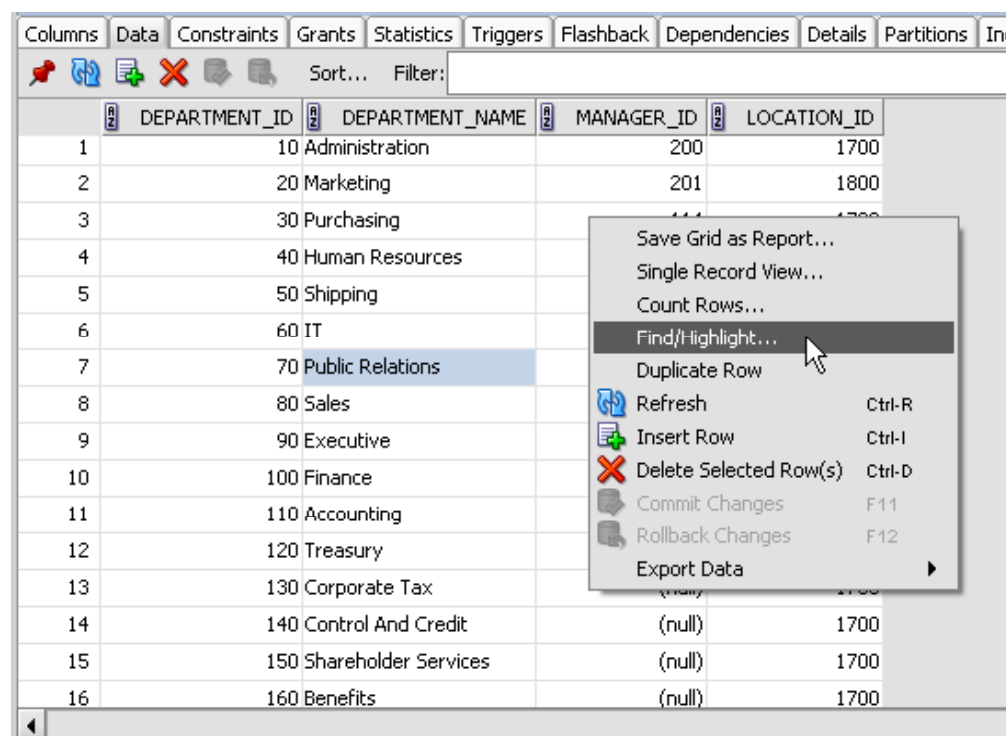 Columns Data Constraints Grants Statistics Triggers Flashback Dependencies Details Partitions
Sort... Filter:
DEPARTMENT_ID DEPARTMENT_NAME MANAGER_ID LOCATION_ID
1 10 Administration 200 1700
2 20 Marketing 201 1800
3 30 Purchasing
Save Grid as Report...
4 40 Human Resources
Single Record View...
5 50 Shipping
Count Rows...
6 60 IT
Find/Highlight...
7 70 Public Relations
Duplicate Row
8 80 Sales
Refresh Ctrl-R
9 90 Executive
Insert Row Ctrl-I
10 100 Finance
Delete Selected Row(s) Ctrl-D
11 110 Accounting
Commit Changes F11
12 120 Treasury
Rollback Changes F12
13 130 Corporate Tax
Export Data
14 140 Control And Credit (null) 1700
15 150 Shareholder Services (null) 1700
16 160 Benefits (null) 1700